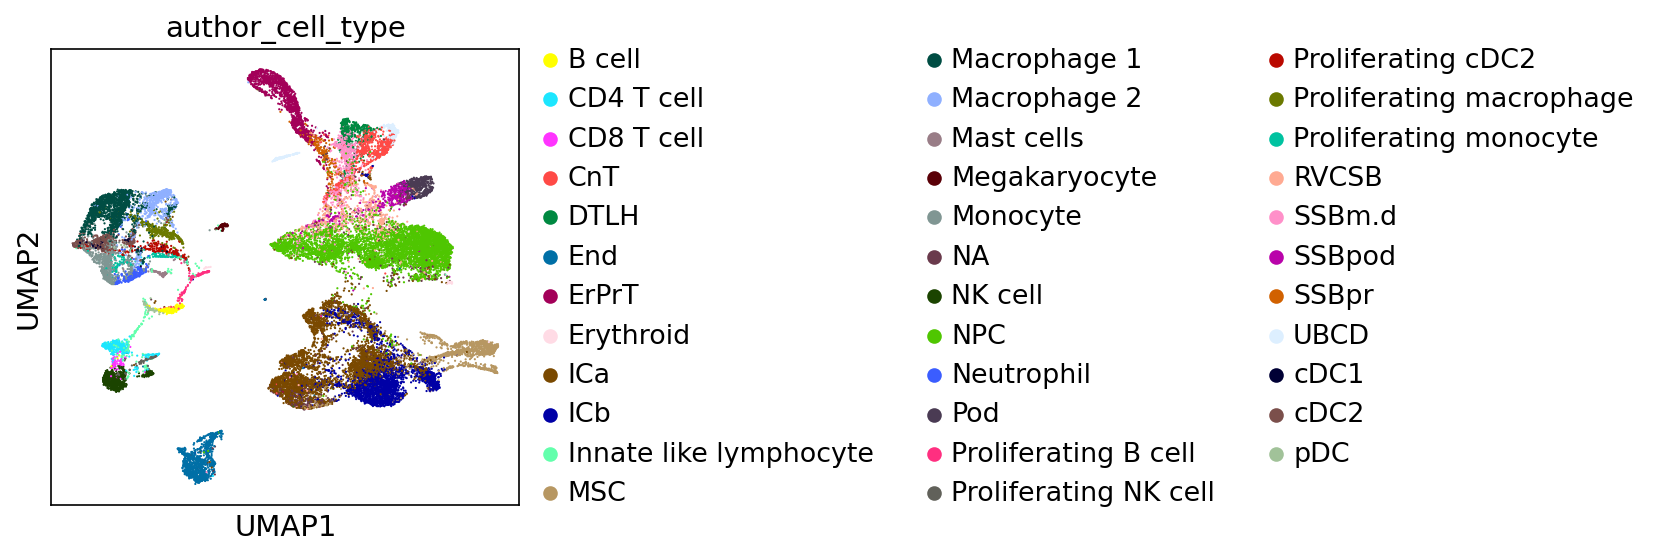 author_cell_type
UMAP2
UMAP1
B cell
CD4 T cell
CD8 T cell
CnT
DTLH
End
ErPrT
Erythroid
ICa
ICb
Innate like lymphocyte
MSC
Macrophage 1
Macrophage 2
Mast cells
Megakaryocyte
Monocyte
NA
NK cell
NPC
Neutrophil
Pod
Proliferating B cell
Proliferating NK cell
Proliferating cDC2
Proliferating macrophage
Proliferating monocyte
RVCSB
SSBm.d
SSBpod
SSBpr
UBCD
cDC1
cDC2
pDC